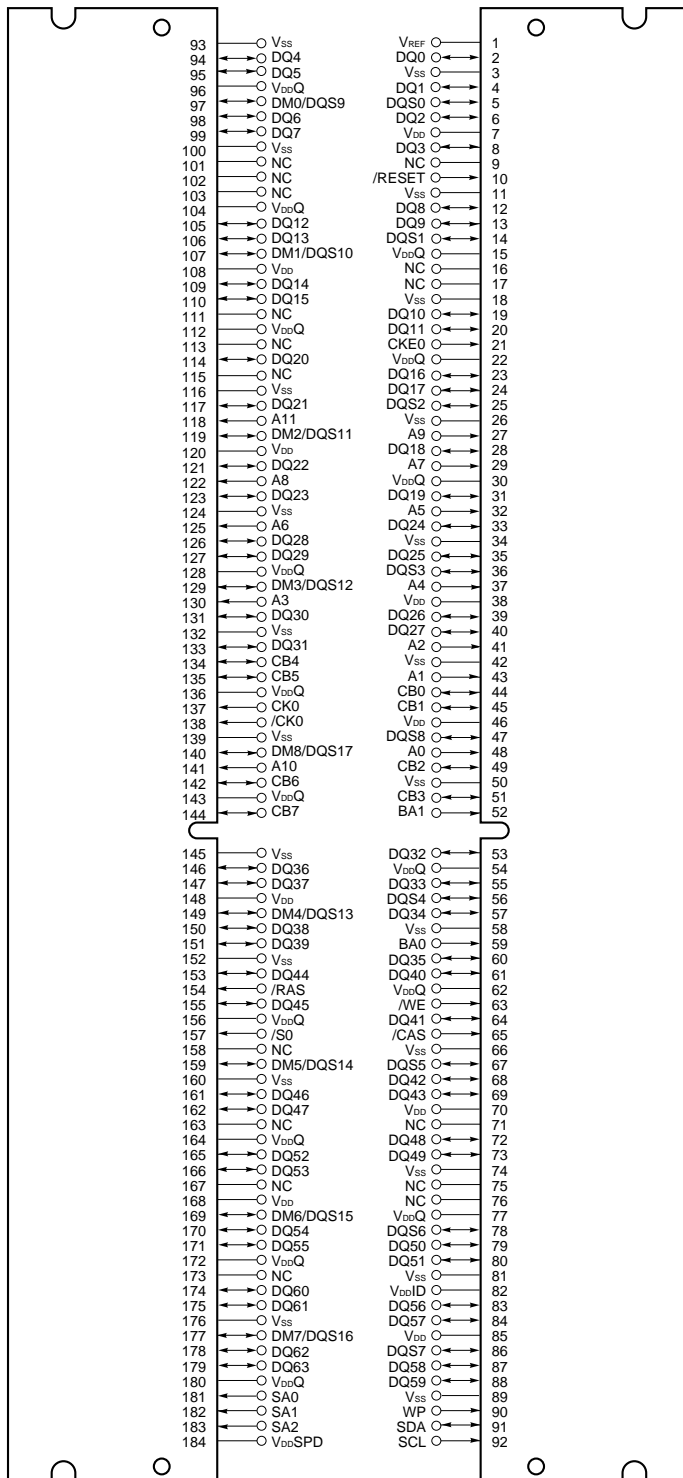 93 VSS VREF 1
94 DQ4 DQ0 2
95 DQ5 VSS 3
96 VDDQ DQ1 4
97 DM0/DQS9 DQS0 5
98 DQ6 DQ2 6
99 DQ7 VDD 7
100 VSS DQ3 8
101 NC NC 9
102 NC /RESET 10
103 NC VSS 11
104 VDDQ DQ8 12
105 DQ12 DQ9 13
106 DQ13 DQS1 14
107 DM1/DQS10 VDDQ 15
108 VDD NC 16
109 DQ14 NC 17
110 DQ15 VSS 18
111 NC DQ10 19
112 VDDQ DQ11 20
113 NC CKE0 21
114 DQ20 VDDQ 22
115 NC DQ16 23
116 VSS DQ17 24
117 DQ21 DQS2 25
118 A11 VSS 26
119 DM2/DQS11 A9 27
120 VDD DQ18 28
121 DQ22 A7 29
122 A8 VDDQ 30
123 DQ23 DQ19 31
124 VSS A5 32
125 A6 DQ24 33
126 DQ28 VSS 34
127 DQ29 DQ25 35
128 VDDQ DQS3 36
129 DM3/DQS12 A4 37
130 A3 VDD 38
131 DQ30 DQ26 39
132 VSS DQ27 40
133 DQ31 A2 41
134 CB4 VSS 42
135 CB5 A1 43
136 VDDQ CB0 44
137 CK0 CB1 45
138 /CK0 VDD 46
139 VSS DQS8 47
140 DM8/DQS17 A0 48
141 A10 CB2 49
142 CB6 VSS 50
143 VDDQ CB3 51
144 CB7 BA1 52
145 VSS DQ32 53
146 DQ36 VDDQ 54
147 DQ37 DQ33 55
148 VDD DQS4 56
149 DM4/DQS13 DQ34 57
150 DQ38 VSS 58
151 DQ39 BA0 59
152 VSS DQ35 60
153 DQ44 DQ40 61
154 /RAS VDDQ 62
155 DQ45 /WE 63
156 VDDQ DQ41 64
157 /S0 /CAS 65
158 NC VSS 66
159 DM5/DQS14 DQS5 67
160 VSS DQ42 68
161 DQ46 DQ43 69
162 DQ47 VDD 70
163 NC NC 71
164 VDDQ DQ48 72
165 DQ52 DQ49 73
166 DQ53 VSS 74
167 NC NC 75
168 VDD NC 76
169 DM6/DQS15 VDDQ 77
170 DQ54 DQS6 78
171 DQ55 DQ50 79
172 VDDQ DQ51 80
173 NC VSS 81
174 DQ60 VDDID 82
175 DQ61 DQ56 83
176 VSS DQ57 84
177 DM7/DQS16 VDD 85
178 DQ62 DQS7 86
179 DQ63 DQ58 87
180 VDDQ DQ59 88
181 SA0 VSS 89
182 SA1 WP 90
183 SA2 SDA 91
184 VDDSPD SCL 92